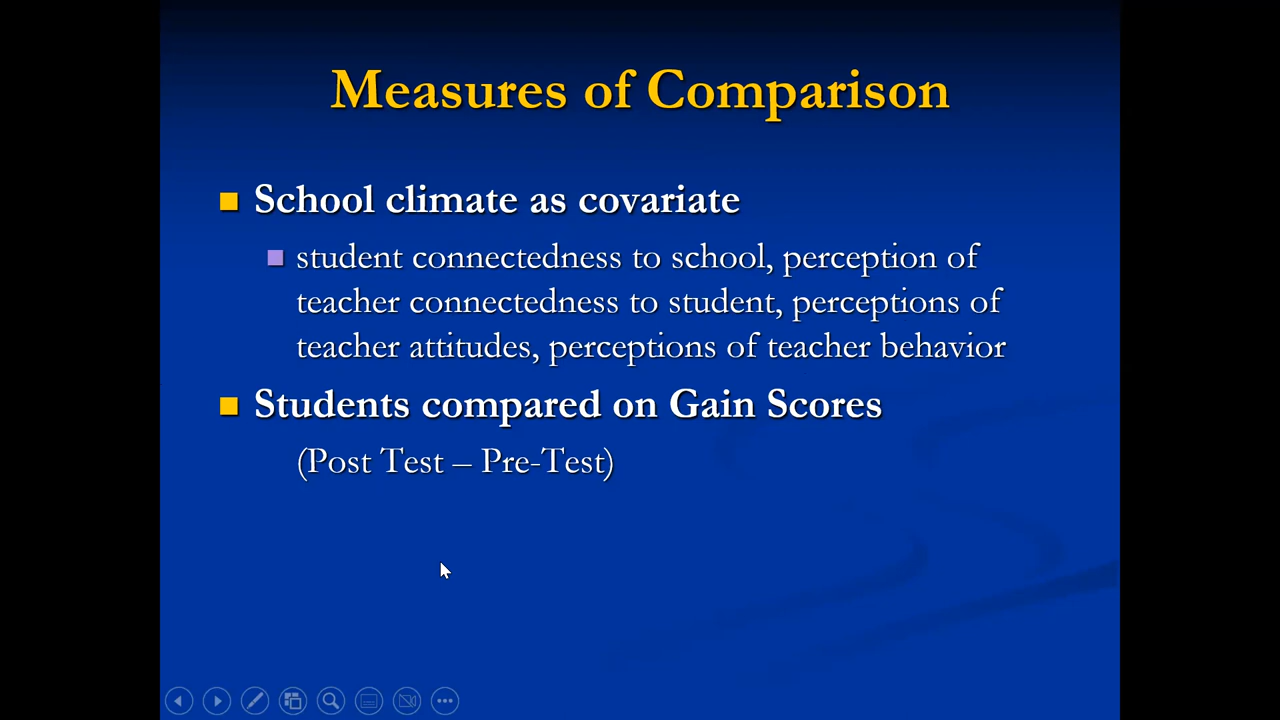 Measures of Comparison
School climate as covariate
student connectedness to school, perception of
teacher connectedness to student, perceptions of
teacher attitudes, perceptions of teacher behavior
Students compared on Gain Scores
(Post Test – Pre-Test)